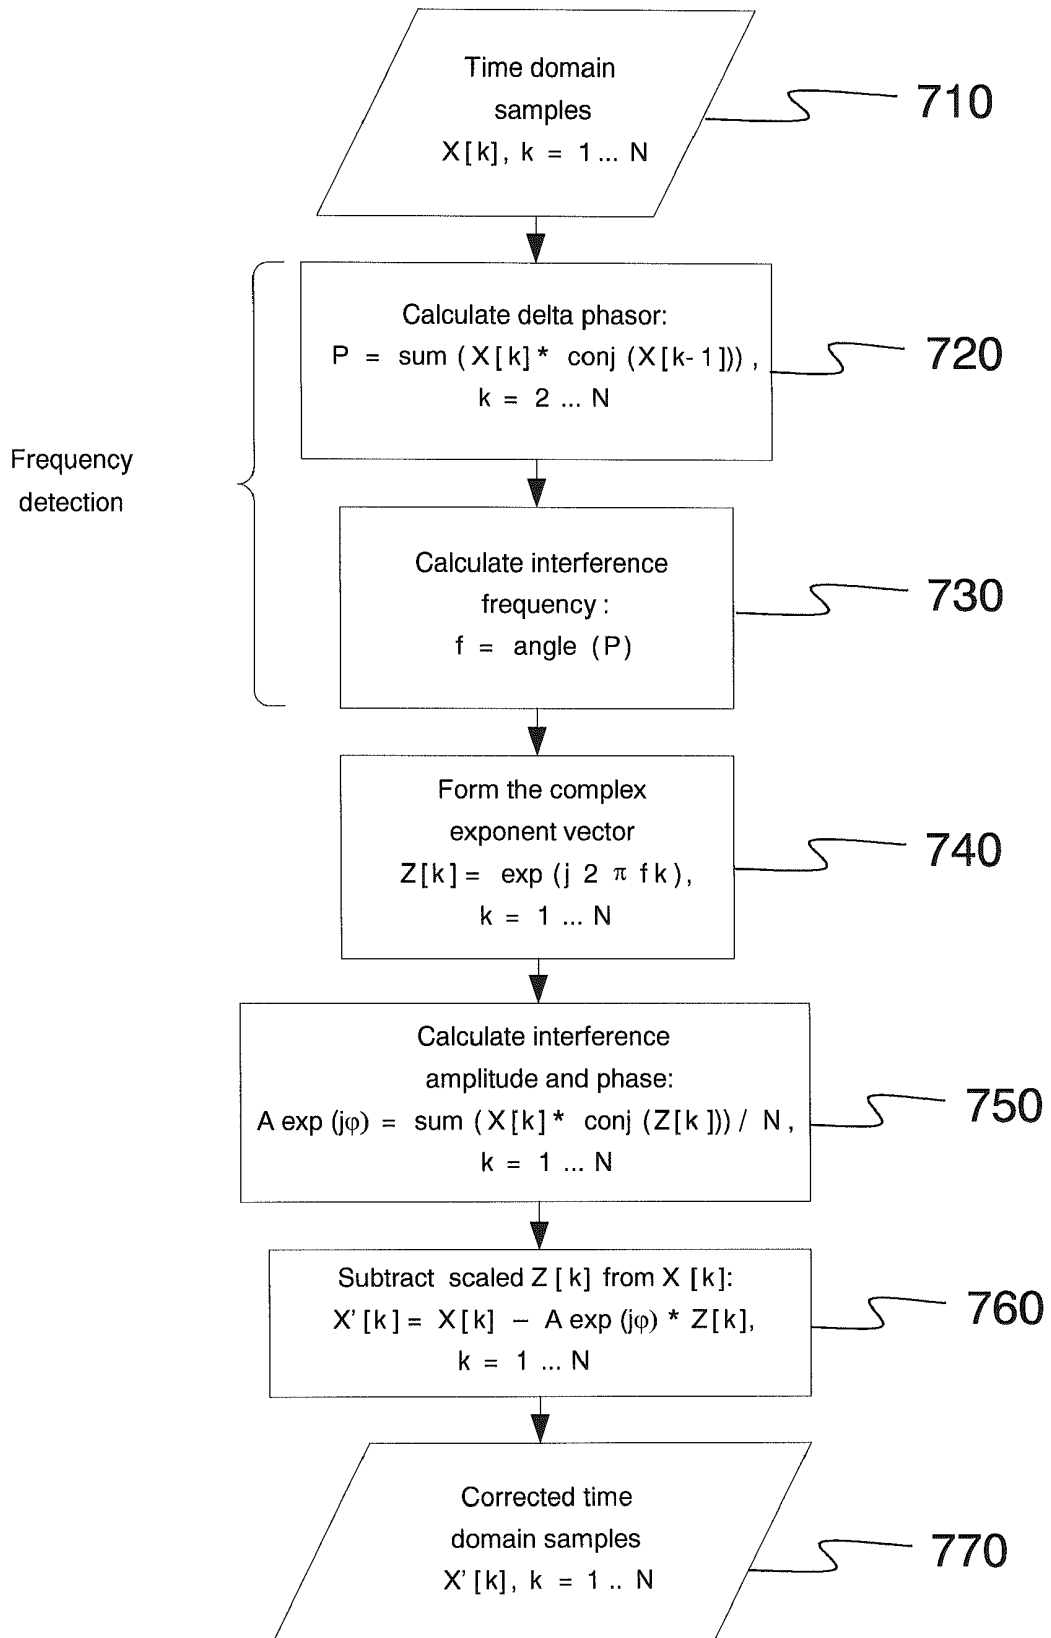 Time domain
samples
X[k], k = 1 ... N
710
Calculate delta phasor:
P = sum (X[k] * conj (X[k-1])),
k = 2 ... N
720
Frequency
detection
Calculate interference
frequency :
f = angle (P)
730
Form the complex
exponent vector
Z[k] = exp (j 2 π f k),
k = 1 ... N
740
Calculate interference
amplitude and phase:
A exp (jφ) = sum (X[k] * conj (Z[k])) / N,
k = 1 ... N
750
Subtract scaled Z [k] from X [k]:
X' [k] = X[k] – A exp (jφ) * Z[k],
k = 1 ... N
760
Corrected time
domain samples
X' [k], k = 1 .. N
770